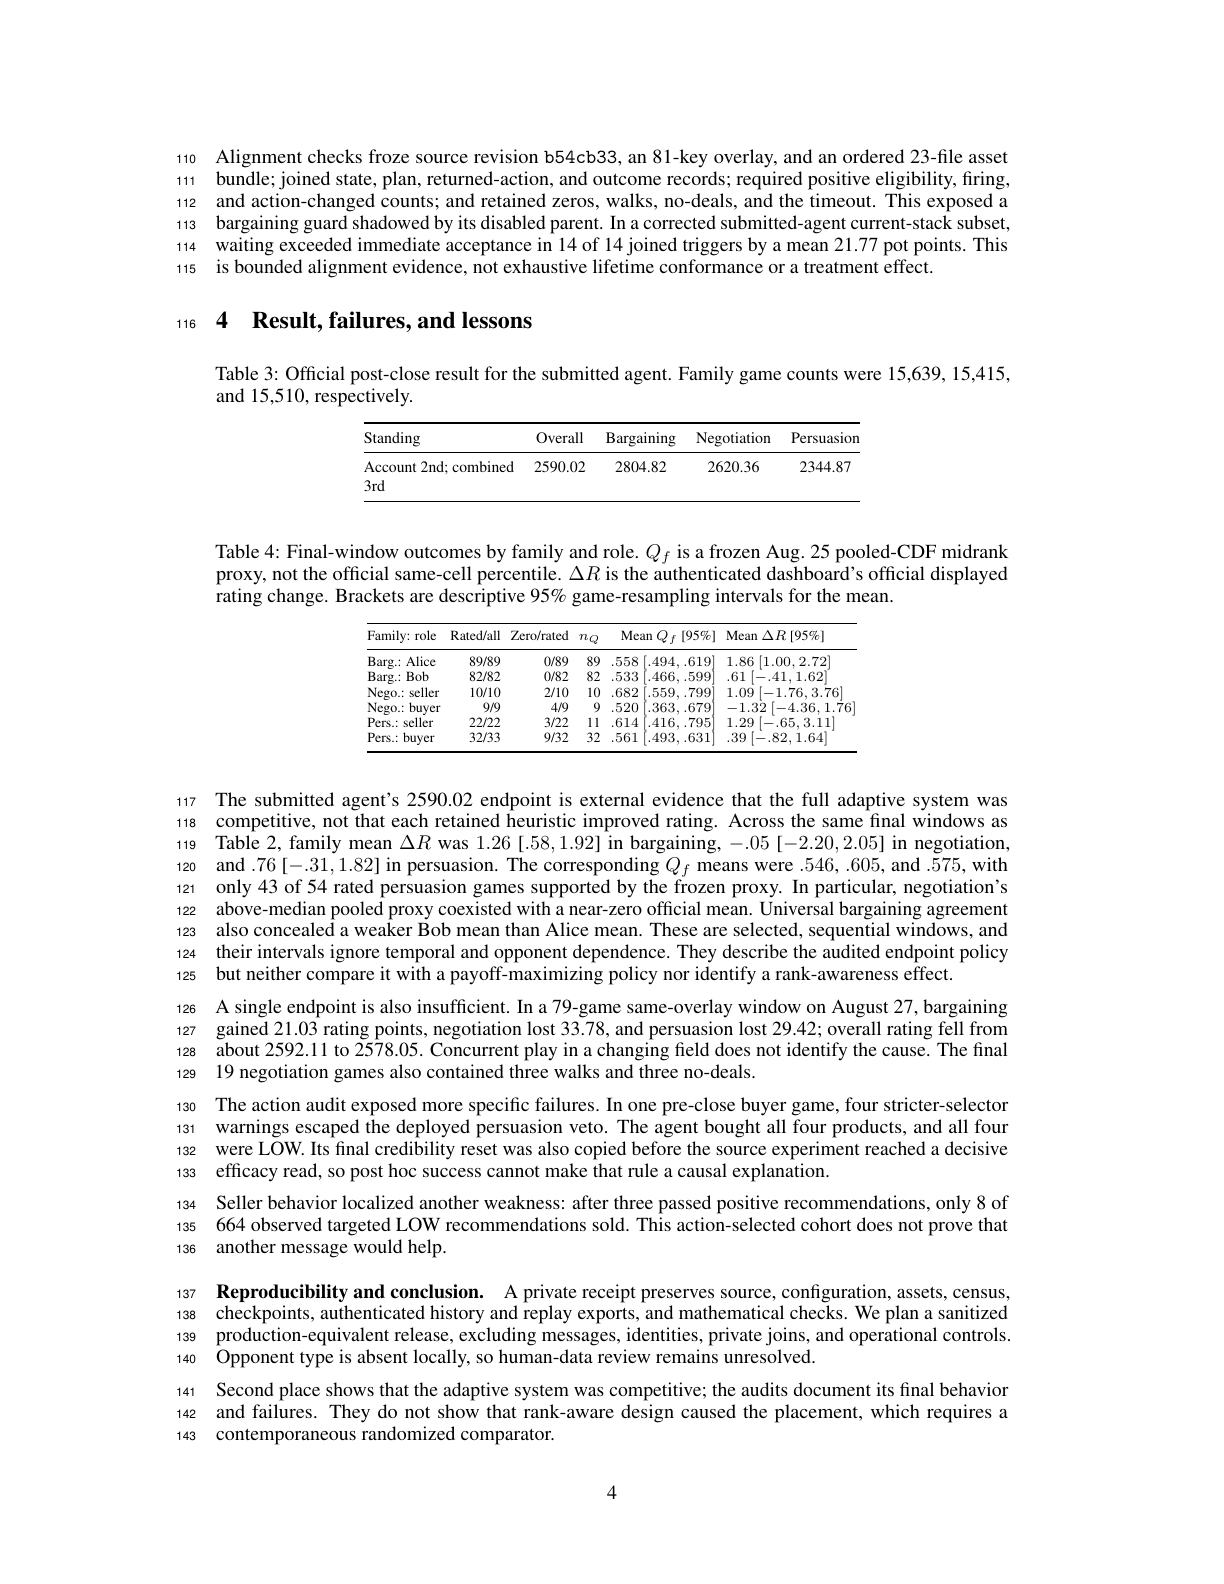 110 Alignment checks froze source revision b54cb33, an 81-key overlay, and an ordered 23-file asset
111 bundle; joined state, plan, returned-action, and outcome records; required positive eligibility, firing,
112 and action-changed counts; and retained zeros, walks, no-deals, and the timeout. This exposed a
113 bargaining guard shadowed by its disabled parent. In a corrected submitted-agent current-stack subset,
114 waiting exceeded immediate acceptance in 14 of 14 joined triggers by a mean 21.77 pot points. This
115 is bounded alignment evidence, not exhaustive lifetime conformance or a treatment effect.
116 4 Result, failures, and lessons
Table 3: Official post-close result for the submitted agent. Family game counts were 15,639, 15,415,
and 15,510, respectively.
Standing Overall Bargaining Negotiation Persuasion
Account 2nd; combined 2590.02 2804.82 2620.36 2344.87
3rd
Table 4: Final-window outcomes by family and role. Q_f is a frozen Aug. 25 pooled-CDF midrank
proxy, not the official same-cell percentile. ΔR is the authenticated dashboard's official displayed
rating change. Brackets are descriptive 95% game-resampling intervals for the mean.
Family: role Rated/all Zero/rated n_Q Mean Q_f [95%] Mean ΔR [95%]
Barg.: Alice 89/89 0/89 89 .558 [.494, .619] 1.86 [1.00, 2.72]
Barg.: Bob 82/82 0/82 82 .533 [.466, .599] .61 [−.41, 1.62]
Nego.: seller 10/10 2/10 10 .682 [.559, .799] 1.09 [−1.76, 3.76]
Nego.: buyer 9/9 4/9 9 .520 [.363, .679] −1.32 [−4.36, 1.76]
Pers.: seller 22/22 3/22 11 .614 [.416, .795] 1.29 [−.65, 3.11]
Pers.: buyer 32/33 9/32 32 .561 [.493, .631] .39 [−.82, 1.64]
117 The submitted agent's 2590.02 endpoint is external evidence that the full adaptive system was
118 competitive, not that each retained heuristic improved rating. Across the same final windows as
119 Table 2, family mean ΔR was 1.26 [.58, 1.92] in bargaining, −.05 [−2.20, 2.05] in negotiation,
120 and .76 [−.31, 1.82] in persuasion. The corresponding Q_f means were .546, .605, and .575, with
121 only 43 of 54 rated persuasion games supported by the frozen proxy. In particular, negotiation's
122 above-median pooled proxy coexisted with a near-zero official mean. Universal bargaining agreement
123 also concealed a weaker Bob mean than Alice mean. These are selected, sequential windows, and
124 their intervals ignore temporal and opponent dependence. They describe the audited endpoint policy
125 but neither compare it with a payoff-maximizing policy nor identify a rank-awareness effect.
126 A single endpoint is also insufficient. In a 79-game same-overlay window on August 27, bargaining
127 gained 21.03 rating points, negotiation lost 33.78, and persuasion lost 29.42; overall rating fell from
128 about 2592.11 to 2578.05. Concurrent play in a changing field does not identify the cause. The final
129 19 negotiation games also contained three walks and three no-deals.
130 The action audit exposed more specific failures. In one pre-close buyer game, four stricter-selector
131 warnings escaped the deployed persuasion veto. The agent bought all four products, and all four
132 were LOW. Its final credibility reset was also copied before the source experiment reached a decisive
133 efficacy read, so post hoc success cannot make that rule a causal explanation.
134 Seller behavior localized another weakness: after three passed positive recommendations, only 8 of
135 664 observed targeted LOW recommendations sold. This action-selected cohort does not prove that
136 another message would help.
137 Reproducibility and conclusion. A private receipt preserves source, configuration, assets, census,
138 checkpoints, authenticated history and replay exports, and mathematical checks. We plan a sanitized
139 production-equivalent release, excluding messages, identities, private joins, and operational controls.
140 Opponent type is absent locally, so human-data review remains unresolved.
141 Second place shows that the adaptive system was competitive; the audits document its final behavior
142 and failures. They do not show that rank-aware design caused the placement, which requires a
143 contemporaneous randomized comparator.
4